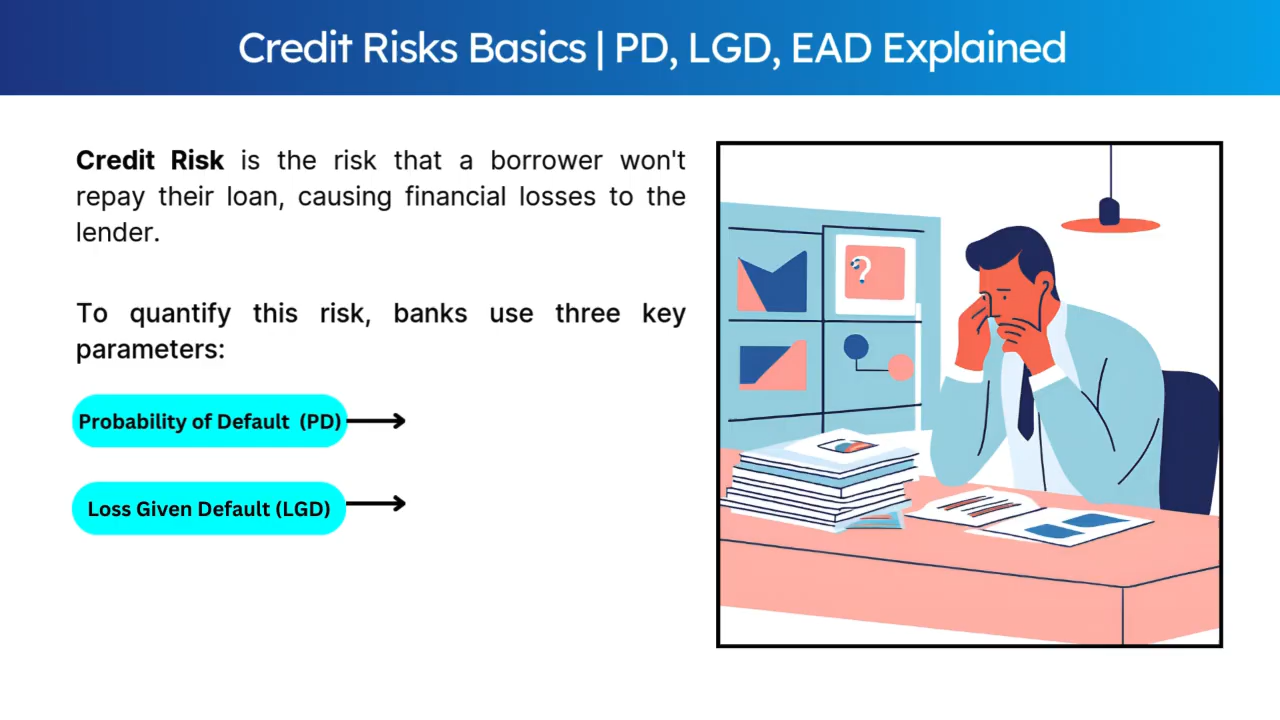 Credit Risks Basics | PD, LGD, EAD Explained
Credit Risk is the risk that a borrower won't
repay their loan, causing financial losses to the
lender.
To quantify this risk, banks use three key
parameters:
Probability of Default (PD)
Loss Given Default (LGD)
?